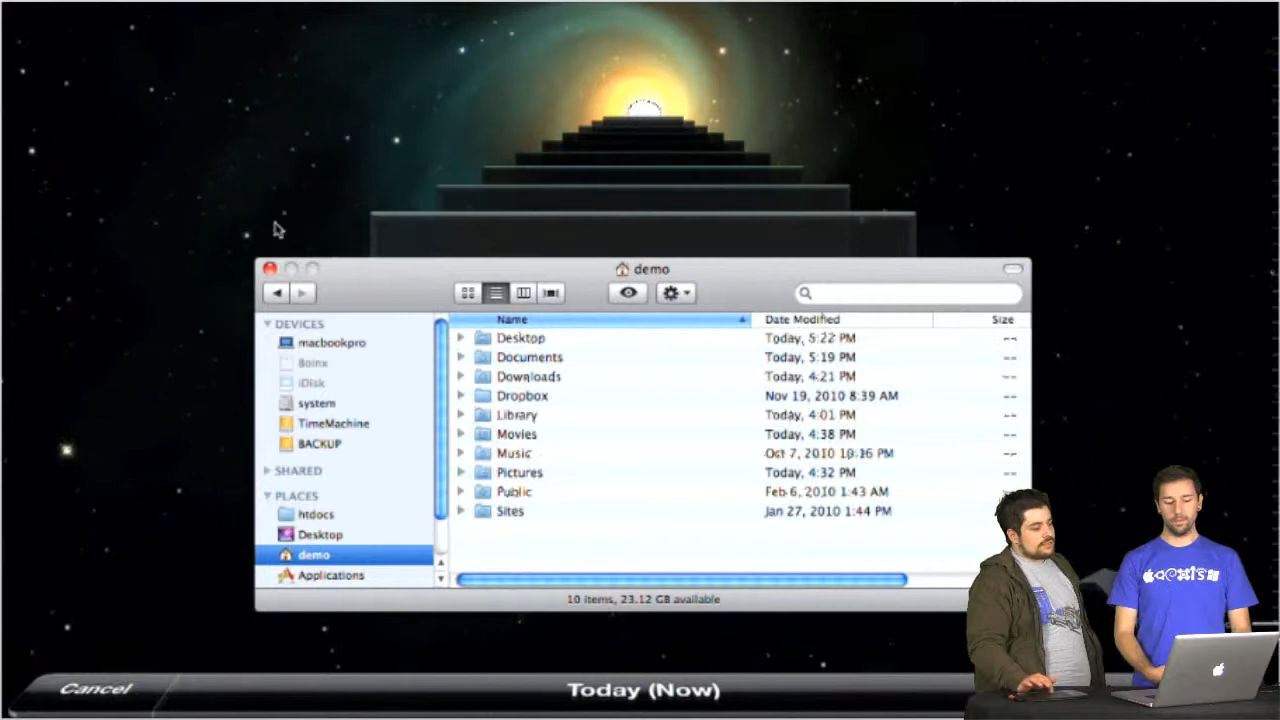 demo
Name Date Modified Size
DEVICES
macbookpro
Boinx
iDisk
system
TimeMachine
BACKUP
SHARED
PLACES
htdocs
Desktop
demo
Applications
Desktop Today, 5:22 PM --
Documents Today, 5:19 PM --
Downloads Today, 4:21 PM --
Dropbox Nov 19, 2010 8:39 AM --
Library Today, 4:01 PM --
Movies Today, 4:38 PM --
Music Oct 7, 2010 10:16 PM --
Pictures Today, 4:32 PM --
Public Feb 6, 2010 1:43 AM --
Sites Jan 27, 2010 1:44 PM --
10 items, 23.12 GB available
Cancel
Today (Now)